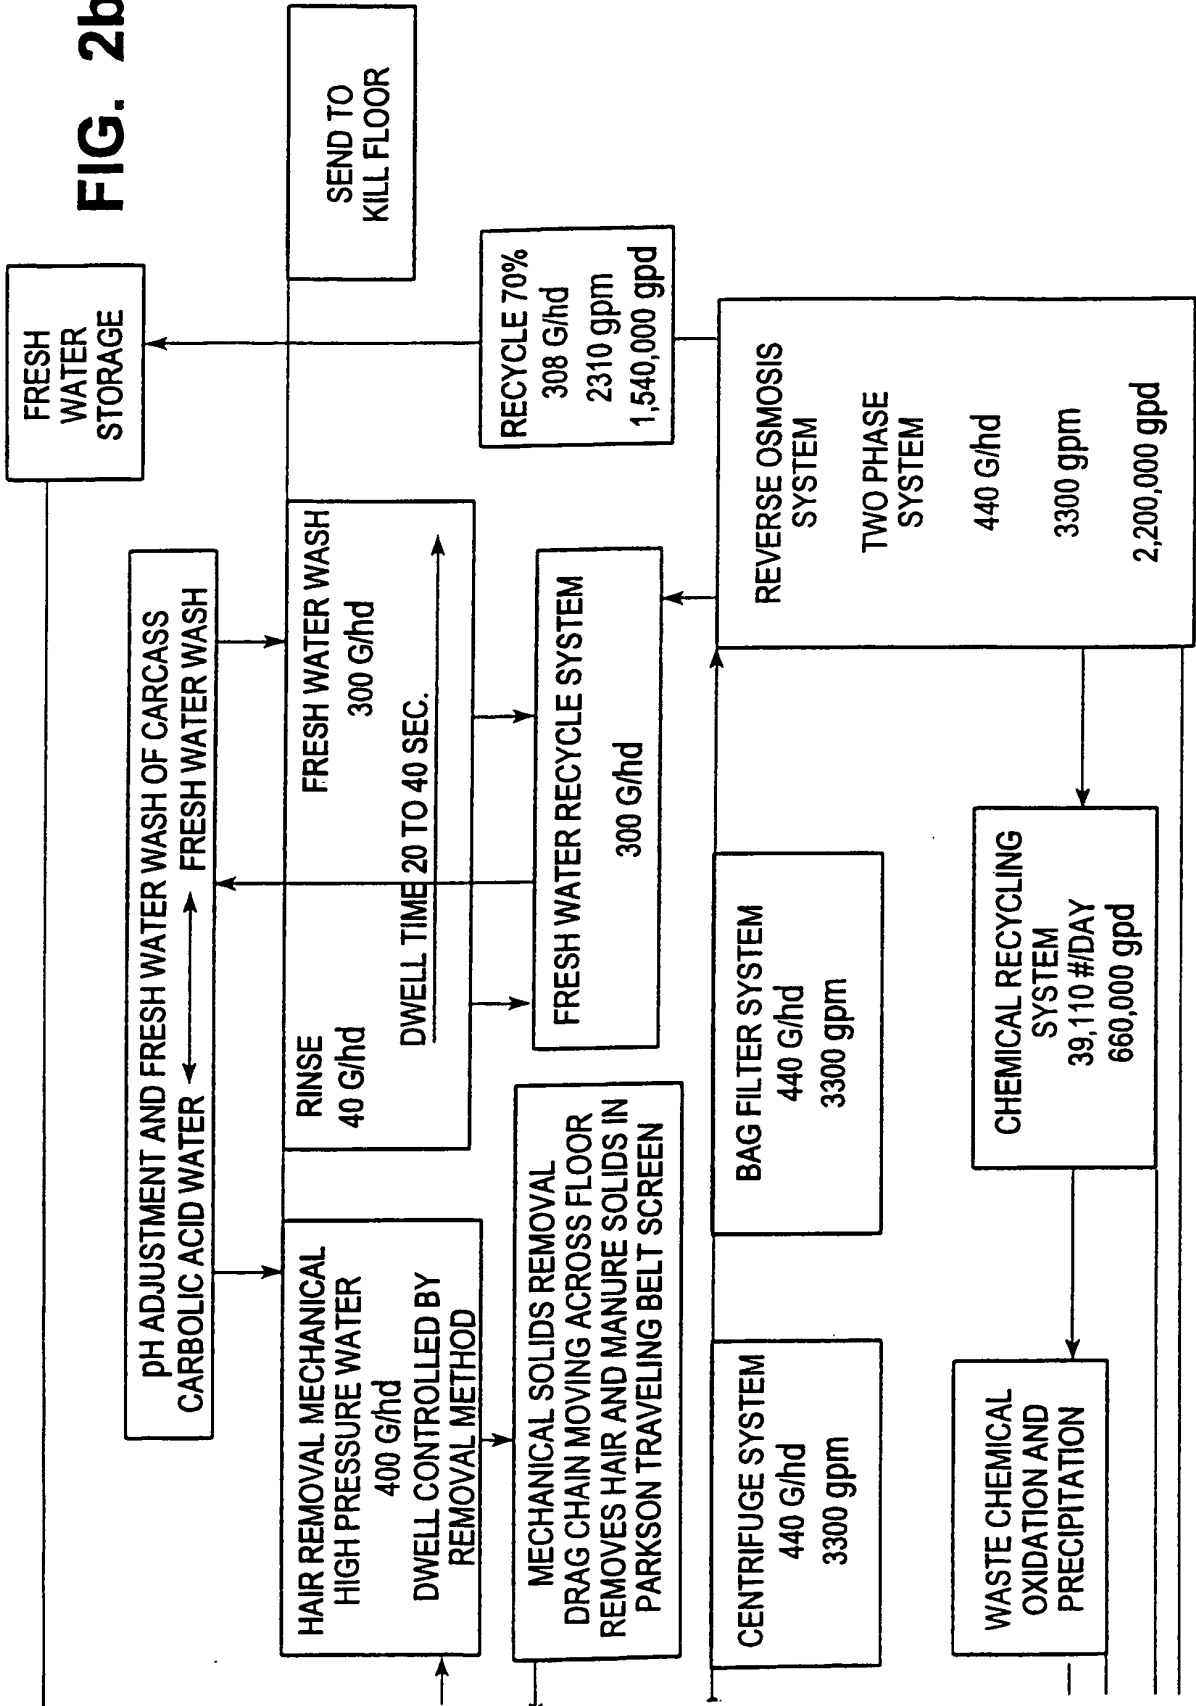 FIG. 2b
FRESH
WATER
STORAGE
pH ADJUSTMENT AND FRESH WATER WASH OF CARCASS
CARBOLIC ACID WATER FRESH WATER WASH
HAIR REMOVAL MECHANICAL
HIGH PRESSURE WATER
400 G/hd
DWELL CONTROLLED BY
REMOVAL METHOD
RINSE
40 G/hd
FRESH WATER WASH
300 G/hd
DWELL TIME 20 TO 40 SEC.
SEND TO
KILL FLOOR
MECHANICAL SOLIDS REMOVAL
DRAG CHAIN MOVING ACROSS FLOOR
REMOVES HAIR AND MANURE SOLIDS IN
PARKSON TRAVELING BELT SCREEN
FRESH WATER RECYCLE SYSTEM
300 G/hd
RECYCLE 70%
308 G/hd
2310 gpm
1,540,000 gpd
CENTRIFUGE SYSTEM
440 G/hd
3300 gpm
BAG FILTER SYSTEM
440 G/hd
3300 gpm
REVERSE OSMOSIS
SYSTEM
TWO PHASE
SYSTEM
440 G/hd
3300 gpm
2,200,000 gpd
WASTE CHEMICAL
OXIDATION AND
PRECIPITATION
CHEMICAL RECYCLING
SYSTEM
39,110 #/DAY
660,000 gpd